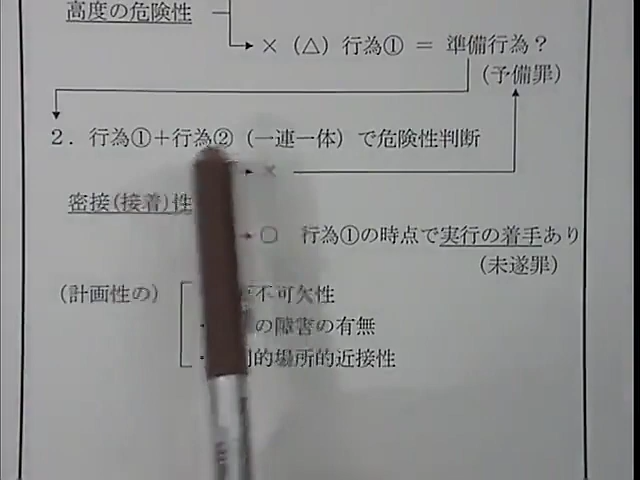 高度の危険性
×（△）行為① ＝ 準備行為？
（予備罪）
２．行為①＋行為②（一連一体）で危険性判断
×
密接(接着)性
○ 行為①の時点で実行の着手あり
（未遂罪）
（計画性の）
不可欠性
の障害の有無
的場所的近接性